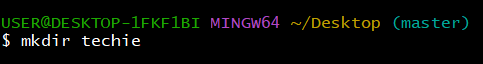 USER@DESKTOP-1FKF1BI MINGW64 ~/Desktop (master)
$ mkdir techie